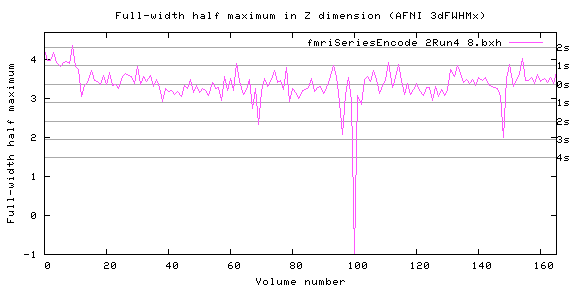 Full-width half maximum in Z dimension (AFNI 3dFWHMx)
fmriSeriesEncode 2Run4 8.bxh
Full-width half maximum
4
3
2
1
0
-1
2s
1s
0s
1s
2s
3s
4s
0 20 40 60 80 100 120 140 160
Volume number